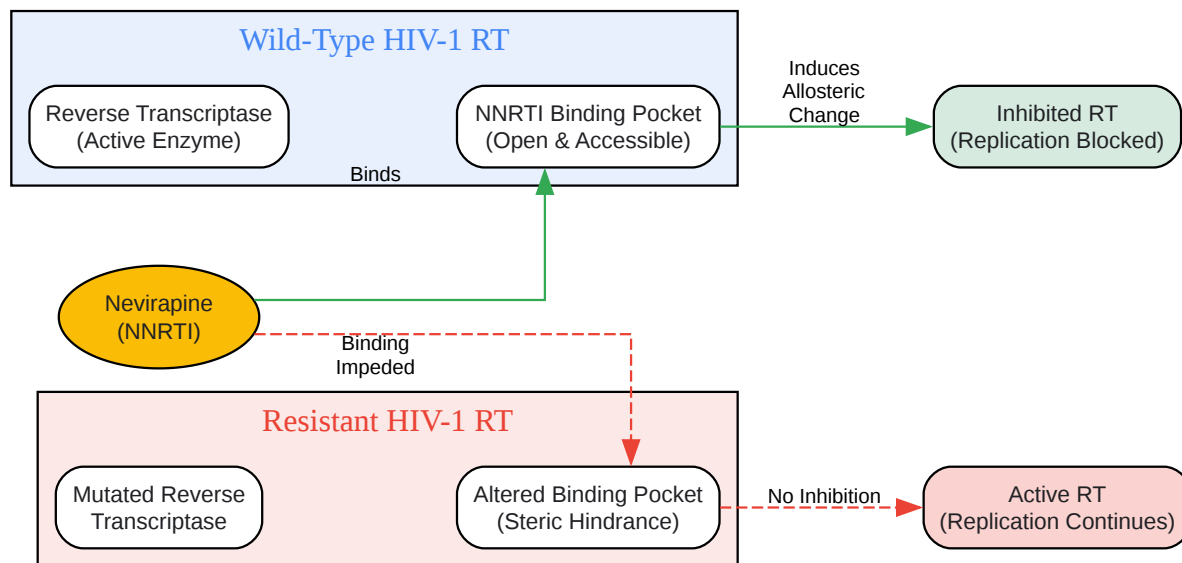 Wild-Type HIV-1 RT
Reverse Transcriptase
(Active Enzyme)
NNRTI Binding Pocket
(Open & Accessible)
Induces
Allosteric
Change
Inhibited RT
(Replication Blocked)
Binds
Nevirapine
(NNRTI)
Binding
Impeded
Resistant HIV-1 RT
Mutated Reverse
Transcriptase
Altered Binding Pocket
(Steric Hindrance)
No Inhibition
Active RT
(Replication Continues)